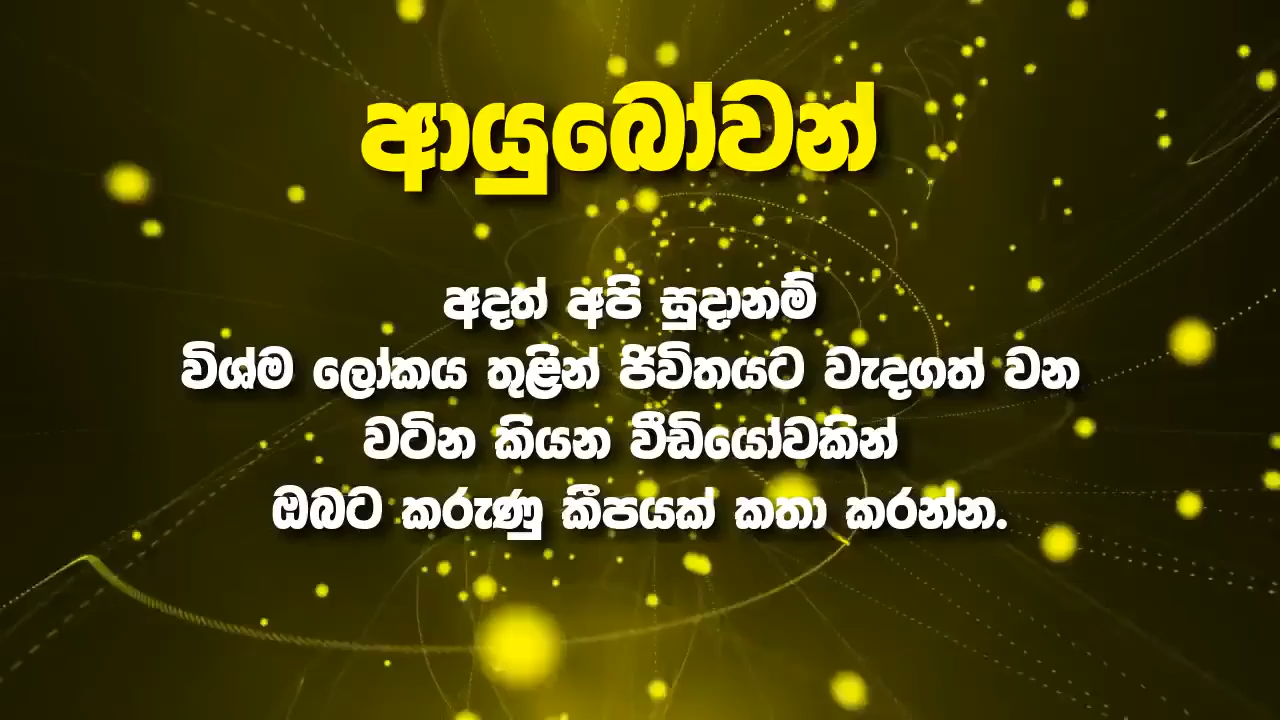 ආයුබෝවන්
අදත් අපි සූදානම්
විශ්ම ලෝකය තුළින් ජීවිතයට වැදගත් වන
වටින කියන වීඩියෝවකින්
ඔබට කරුණු කීපයක් කතා කරන්න.